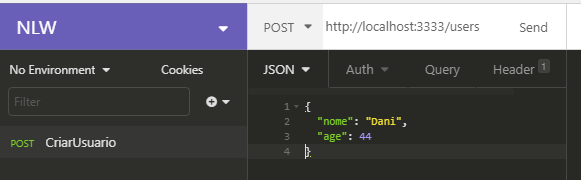 NLW
POST http://localhost:3333/users Send
No Environment Cookies
JSON Auth Query Header 1
Filter
POST CriarUsuario
1 {
2 "nome": "Dani",
3 "age": 44
4 }